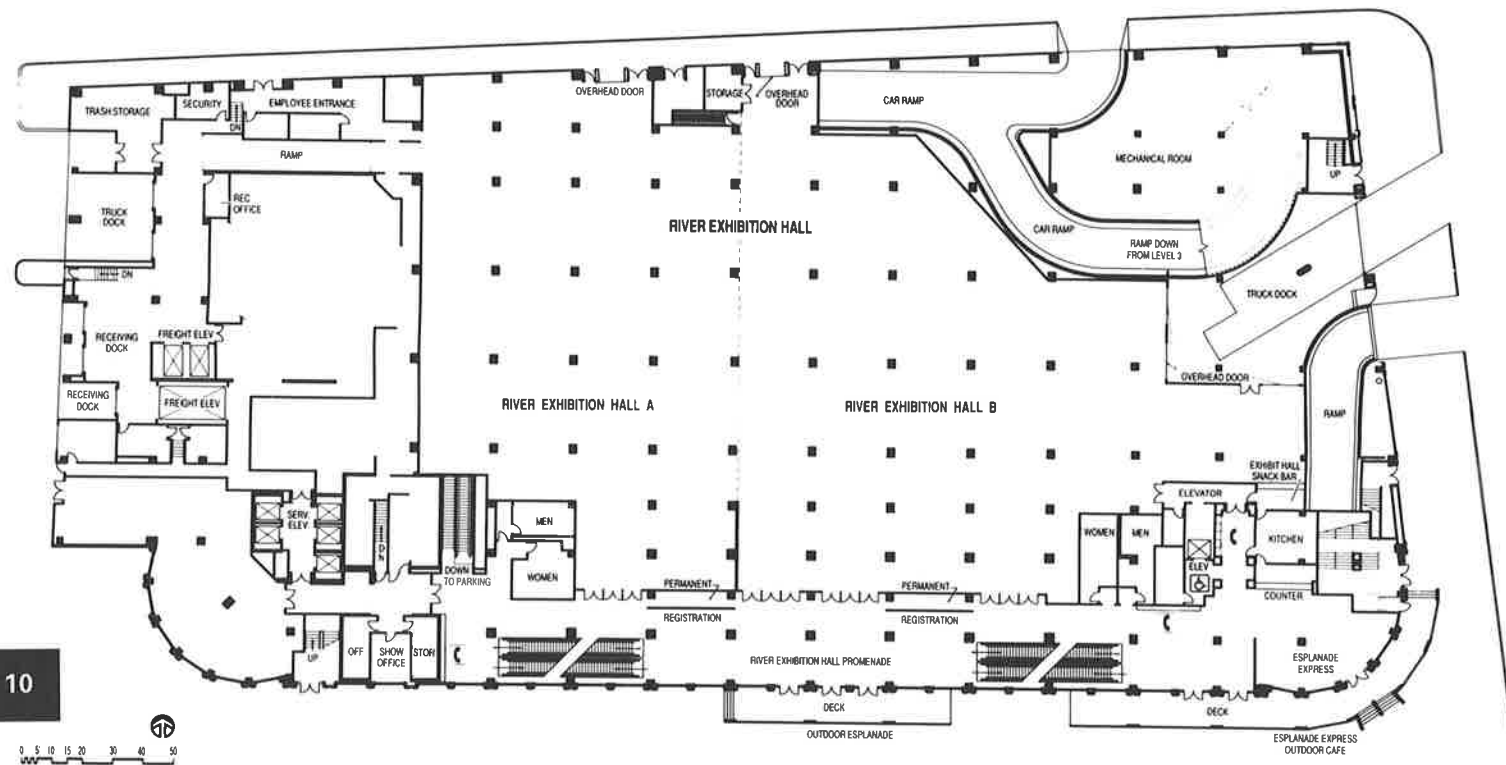 OVERHEAD DOOR
STORAGE
OVERHEAD
DOOR
CAR RAMP
TRASH STORAGE
SECURITY
EMPLOYEE ENTRANCE
DN
RAMP
MECHANICAL ROOM
UP
REC
OFFICE
TRUCK
DOCK
RIVER EXHIBITION HALL
CAR RAMP
RAMP DOWN
FROM LEVEL 3
DN
TRUCK DOCK
RECEIVING
DOCK
FREIGHT ELEV
OVERHEAD DOOR
RECEIVING
DOCK
FREIGHT ELEV
RIVER EXHIBITION HALL A
RIVER EXHIBITION HALL B
RAMP
EXHIBIT HALL
SNACK BAR
ELEVATOR
SERV.
ELEV.
DN
MEN
WOMEN
MEN
KITCHEN
DOWN
TO PARKING
WOMEN
ELEV
PERMANENT
PERMANENT
COUNTER
REGISTRATION
REGISTRATION
UP
OFF
SHOW
OFFICE
STOR
RIVER EXHIBITION HALL PROMENADE
ESPLANADE
EXPRESS
10
DECK
DECK
OUTDOOR ESPLANADE
ESPLANADE EXPRESS
OUTDOOR CAFE
0 5 10 15 20 30 40 50